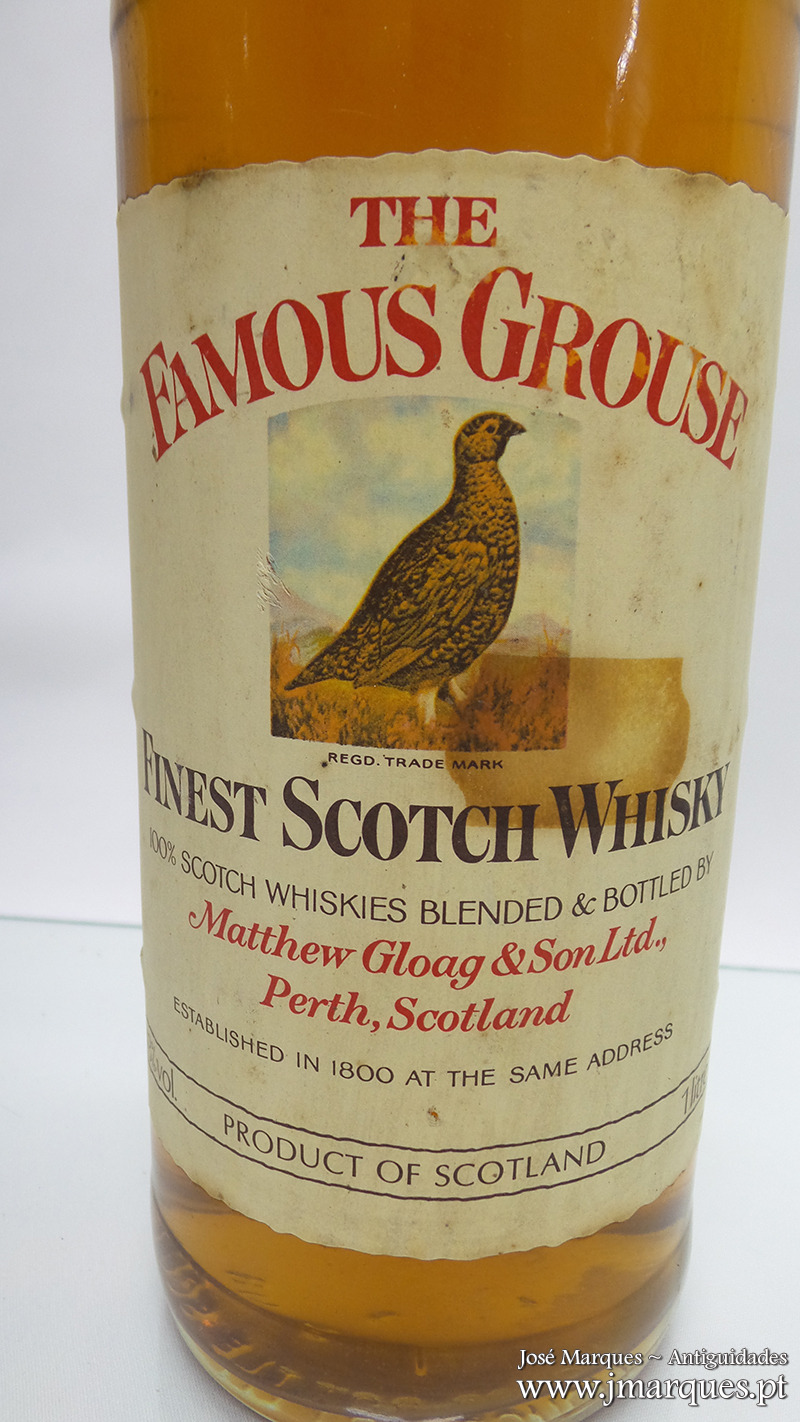 THE
FAMOUS GROUSE
REGD. TRADE MARK
FINEST SCOTCH WHISKY
100% SCOTCH WHISKIES BLENDED & BOTTLED BY
Matthew Gloag & Son Ltd.,
Perth, Scotland
ESTABLISHED IN 1800 AT THE SAME ADDRESS
vol.
PRODUCT OF SCOTLAND
José Marques ~ Antiguidades
www.jmarques.pt